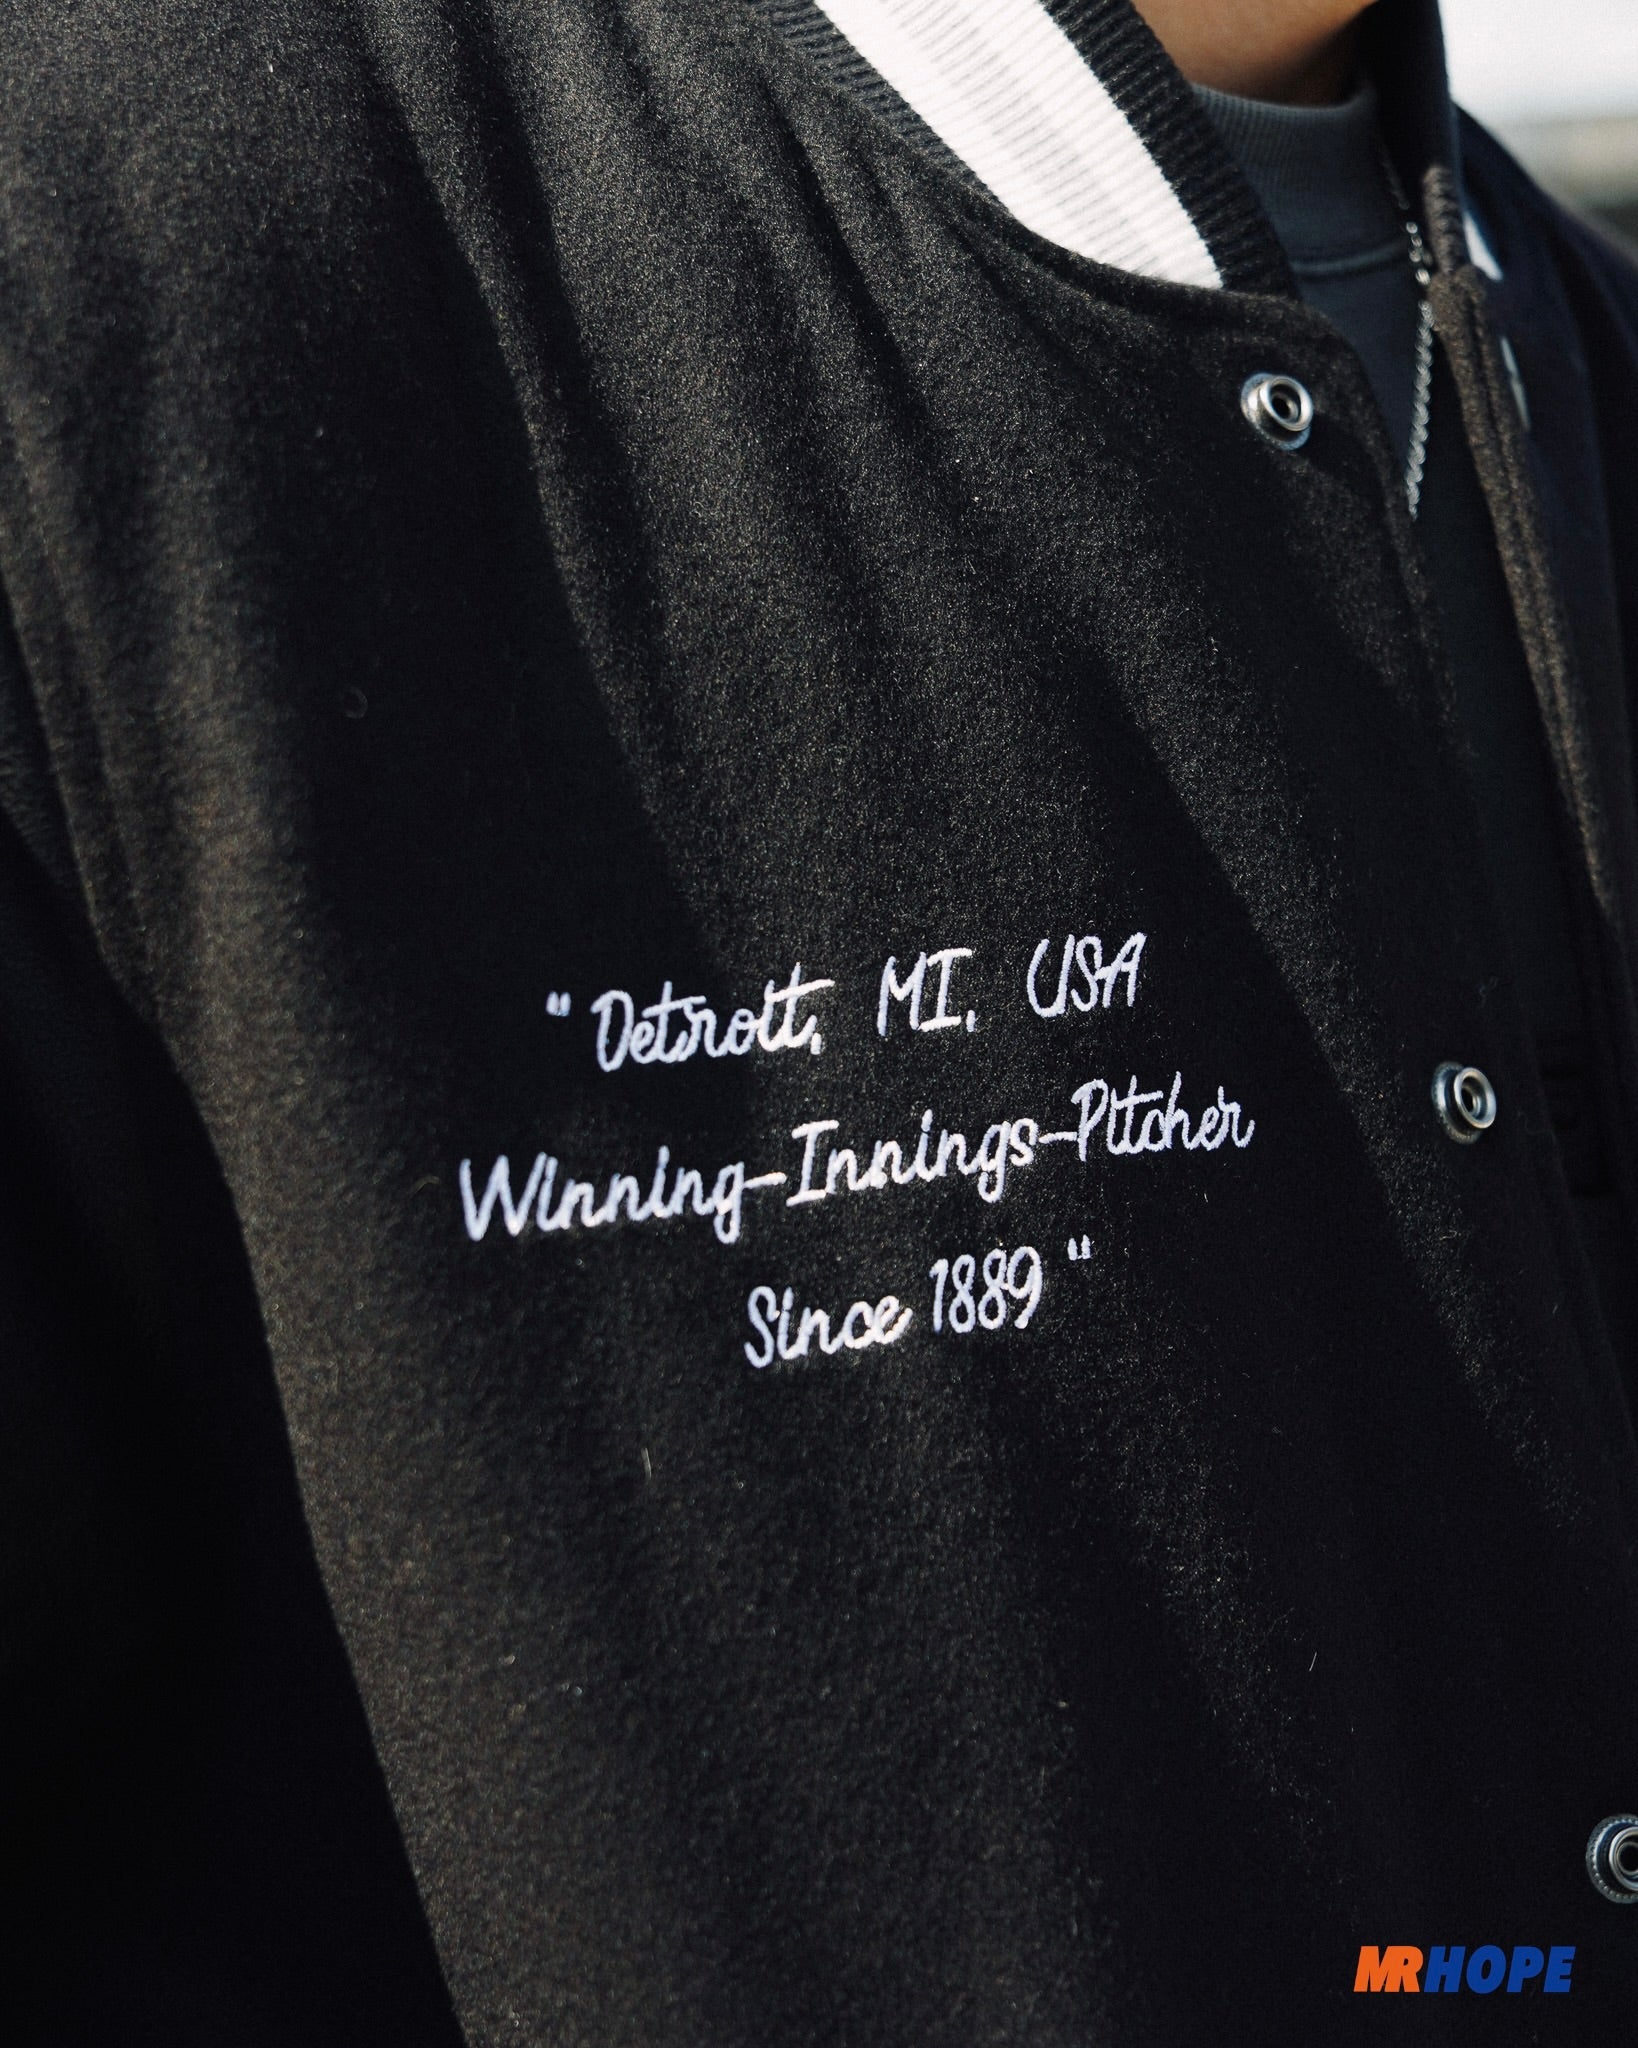 "Detroit, MI, USA
Winning-Innings-Pitcher
Since 1889"
MRHOPE